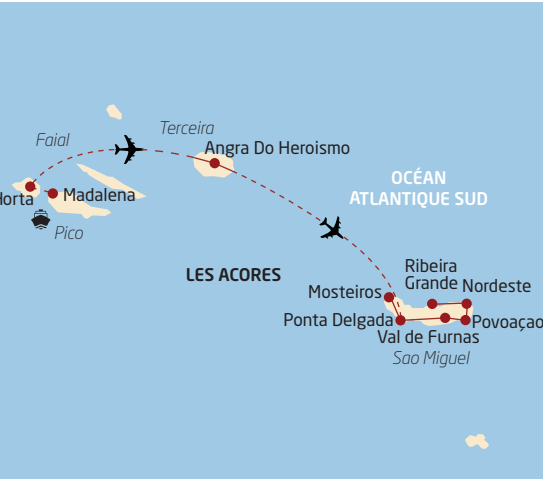 Faial
Terceira
Angra Do Heroismo
Horta
Madalena
Pico
OCÉAN
ATLANTIQUE SUD
LES ACORES
Ribeira
Grande
Nordeste
Mosteiros
Ponta Delgada
Povoaçao
Val de Furnas
Sao Miguel